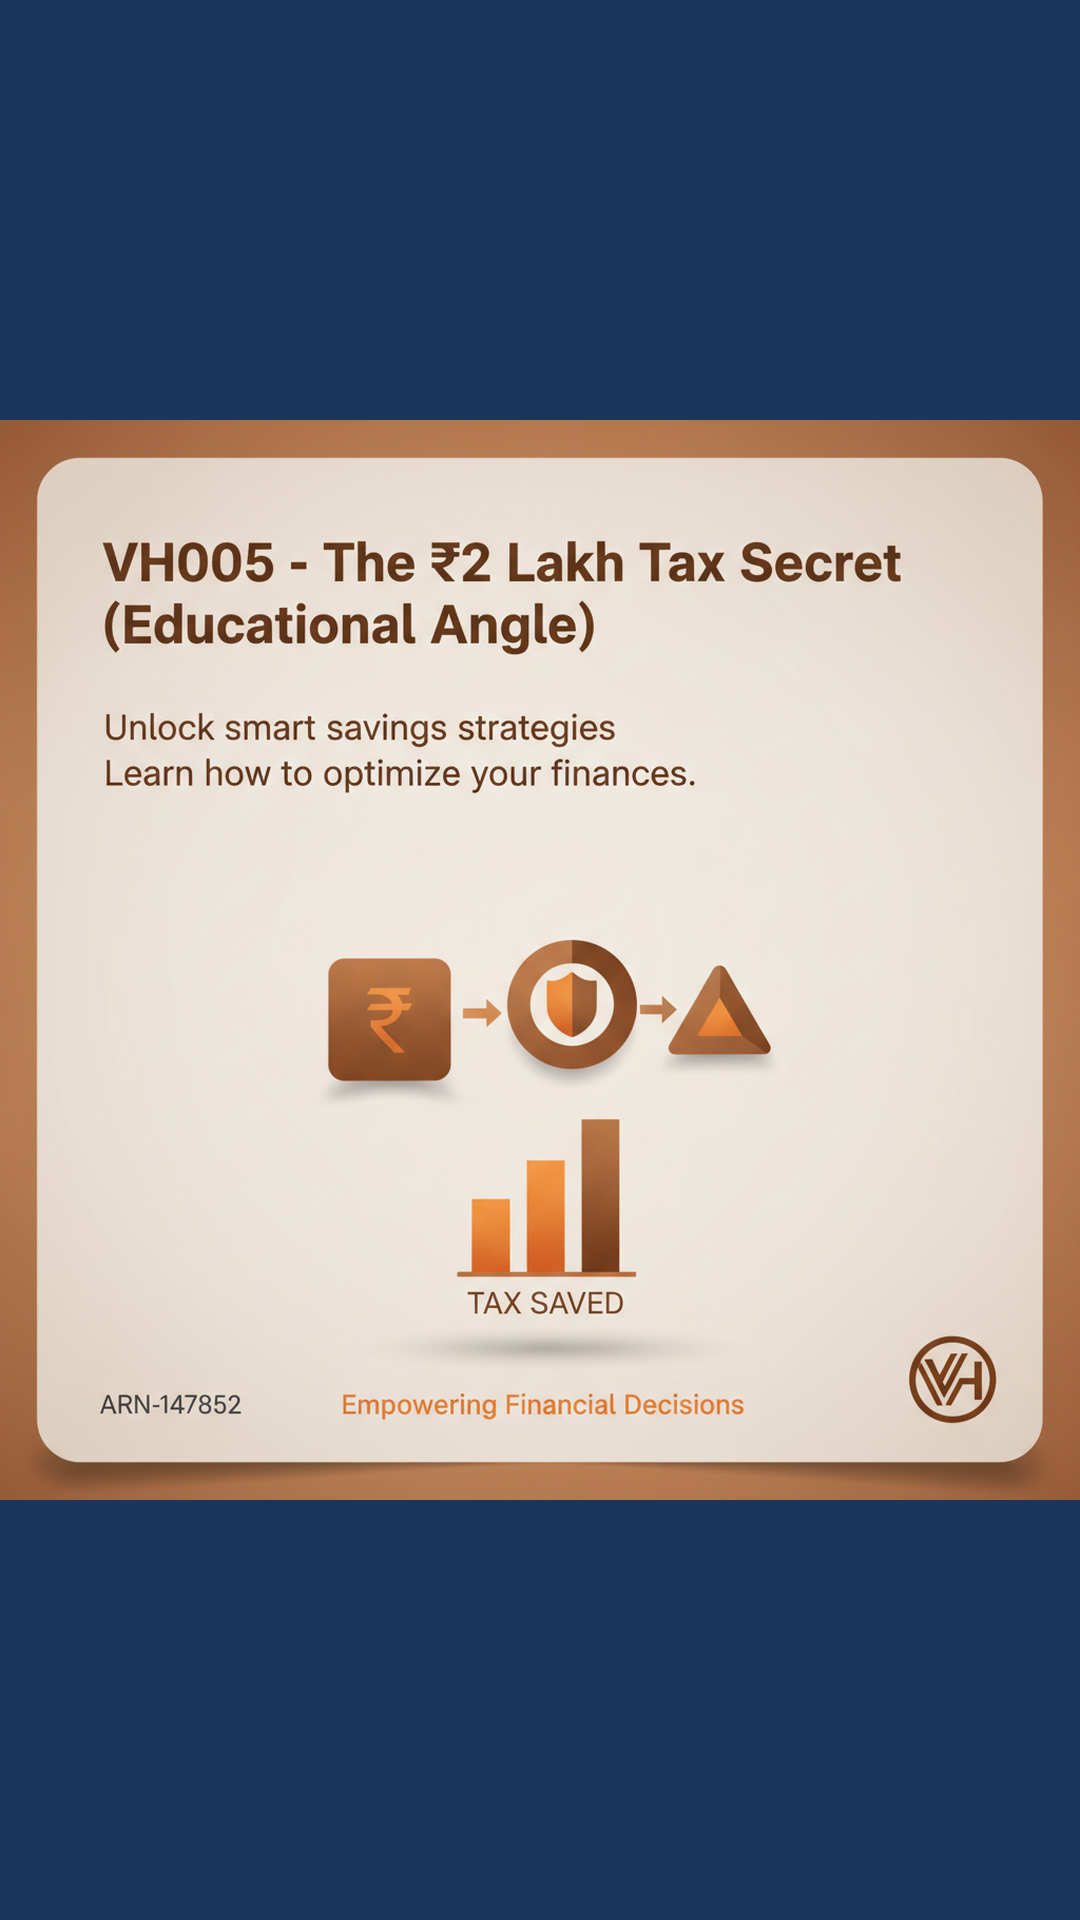 VH005 - The ₹2 Lakh Tax Secret
(Educational Angle)
Unlock smart savings strategies
Learn how to optimize your finances.
₹
TAX SAVED
ARN-147852
Empowering Financial Decisions
VH